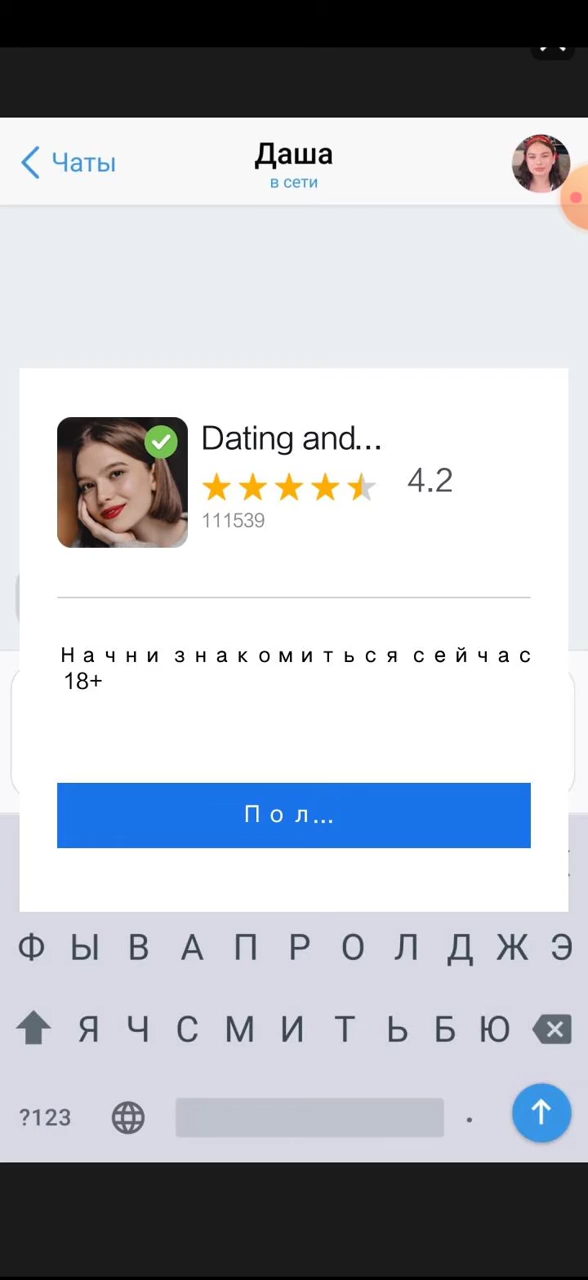 Чаты
Даша
в сети
Dating and...
4.2
111539
Начни знакомиться сейчас
18+
Пол...
Ф Ы В А П Р О Л Д Ж Э
Я Ч С М И Т Ь Б Ю
?123 .